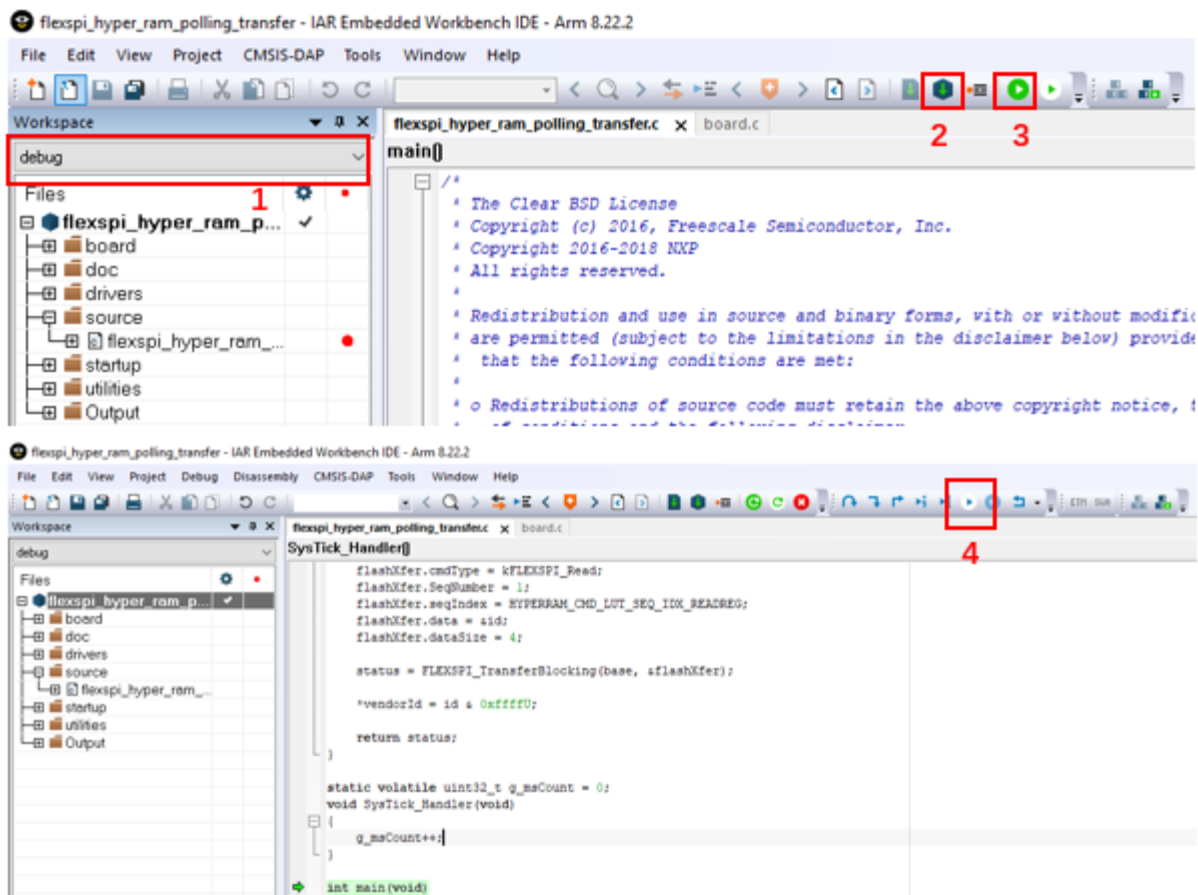 flexspi_hyper_ram_polling_transfer - IAR Embedded Workbench IDE - Arm 8.22.2
File Edit View Project CMSIS-DAP Tools Window Help
2 3
Workspace
flexspi_hyper_ram_polling_transfer.c x board.c
debug
main()
1
Files
flexspi_hyper_ram_p...
board
doc
drivers
source
flexspi_hyper_ram_...
startup
utilities
Output
/*
* The Clear BSD License
* Copyright (c) 2016, Freescale Semiconductor, Inc.
* Copyright 2016-2018 NXP
* All rights reserved.
*
* Redistribution and use in source and binary forms, with or without modific
* are permitted (subject to the limitations in the disclaimer below) provide
* that the following conditions are met:
*
* o Redistributions of source code must retain the above copyright notice, t
of conditions and the following disclaimer
flexspi_hyper_ram_polling_transfer - IAR Embedded Workbench IDE - Arm 8.22.2
File Edit View Project Debug Disassembly CMSIS-DAP Tools Window Help
ETM SWO
4
Workspace
flexspi_hyper_ram_polling_transfer.c x board.c
debug
SysTick_Handler()
Files
flexspi_hyper_ram_p...
board
doc
drivers
source
flexspi_hyper_ram_...
startup
utilities
Output
flashXfer.cmdType = kFLEXSPI_Read;
flashXfer.SeqNumber = 1;
flashXfer.seqIndex = HYPERRAM_CMD_LUT_SEQ_IDX_READREG;
flashXfer.data = &id;
flashXfer.dataSize = 4;
status = FLEXSPI_TransferBlocking(base, &flashXfer);
*vendorId = id & 0xffffU;
return status;
}
static volatile uint32_t g_msCount = 0;
void SysTick_Handler(void)
{
g_msCount++;
}
int main(void)